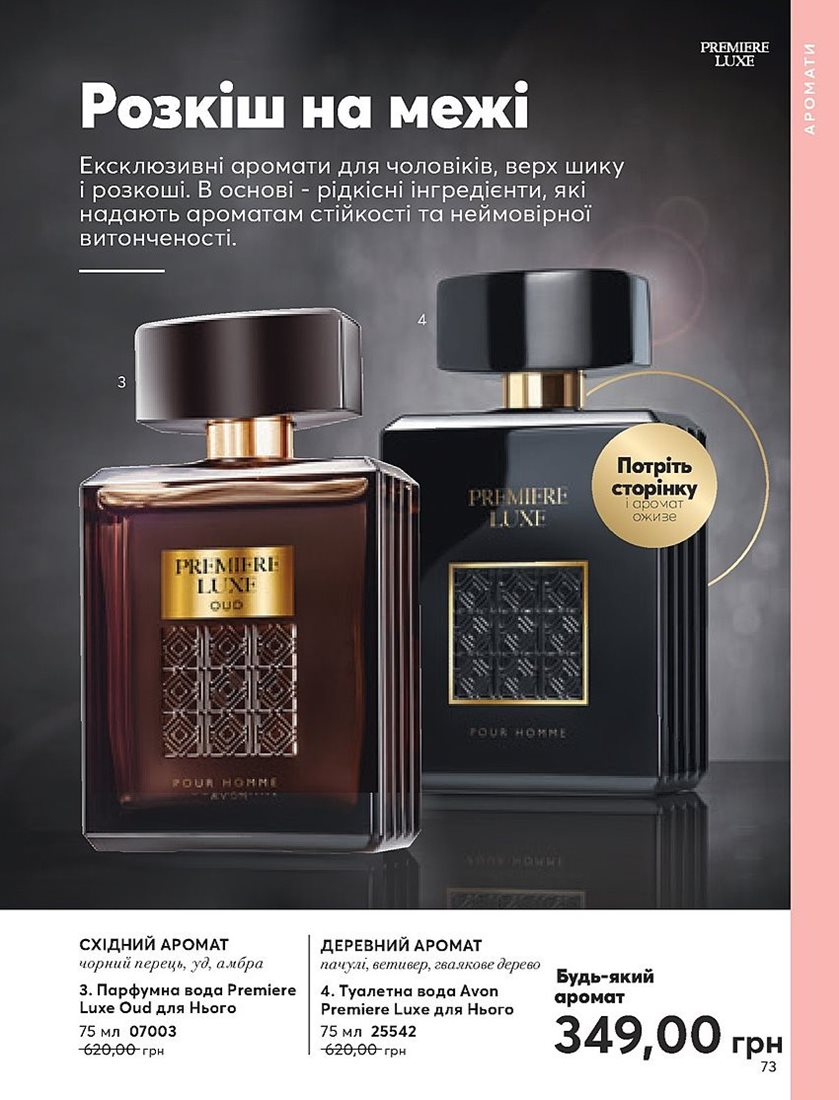 PREMIERE
LUXE
АРОМАТИ
Розкіш на межі
Ексклюзивні аромати для чоловіків, верх шику
і розкоші. В основі - рідкісні інгредієнти, які
надають ароматам стійкості та неймовірної
витонченості.
4
3
Потріть
сторінку
і аромат
оживе
PREMIERE
LUXE
POUR HOMME
PREMIERE
LUXE
OUD
POUR HOMME
СХІДНИЙ АРОМАТ
чорний перець, уд, амбра
3. Парфумна вода Premiere
Luxe Oud для Нього
75 мл 07003
620,00 грн
ДЕРЕВНИЙ АРОМАТ
пачулі, ветивер, гваякове дерево
4. Туалетна вода Avon
Premiere Luxe для Нього
75 мл 25542
620,00 грн
Будь-який
аромат
349,00 грн
73